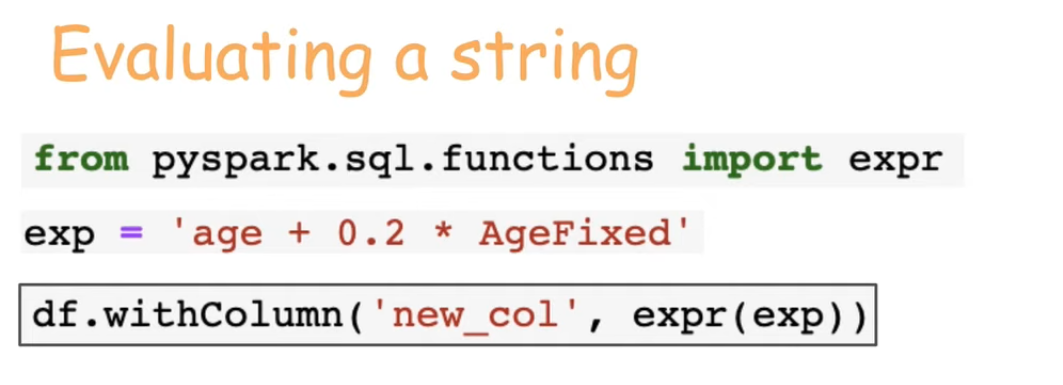 Evaluating a string
from pyspark.sql.functions import expr
exp = 'age + 0.2 * AgeFixed'
df.withColumn('new_col', expr(exp))